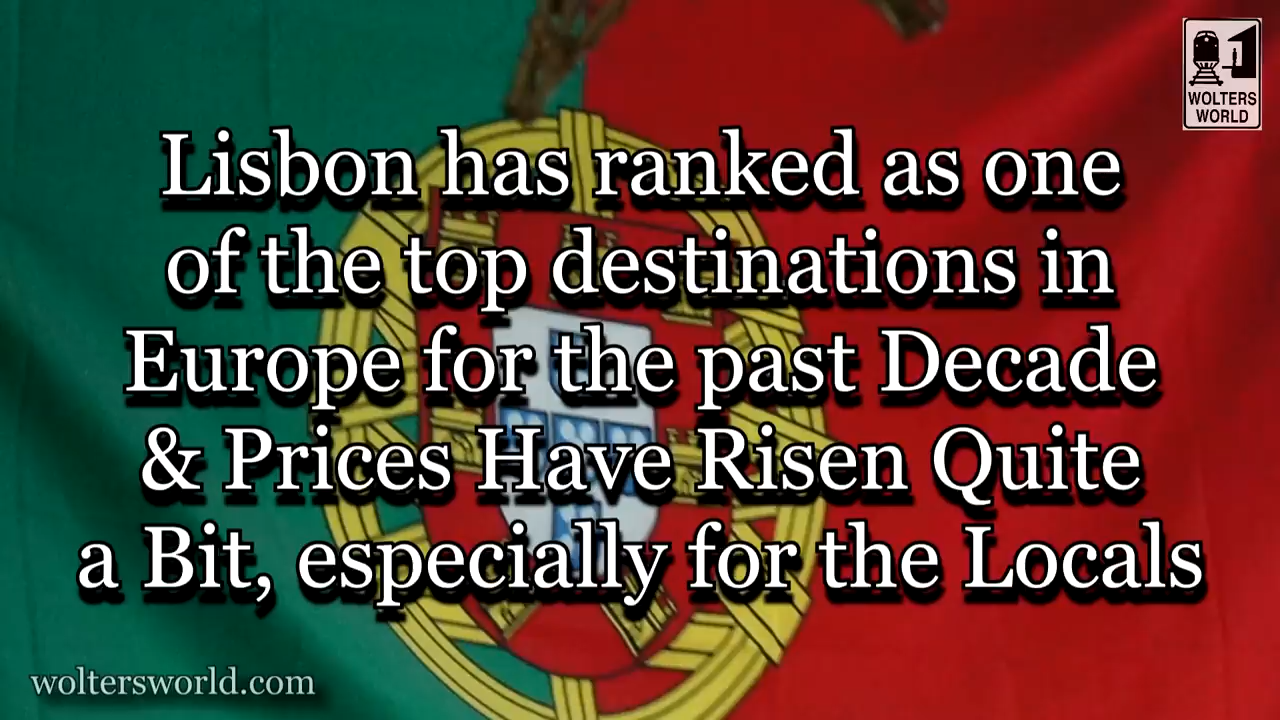 WOLTERS
WORLD
Lisbon has ranked as one
of the top destinations in
Europe for the past Decade
& Prices Have Risen Quite
a Bit, especially for the Locals
woltersworld.com